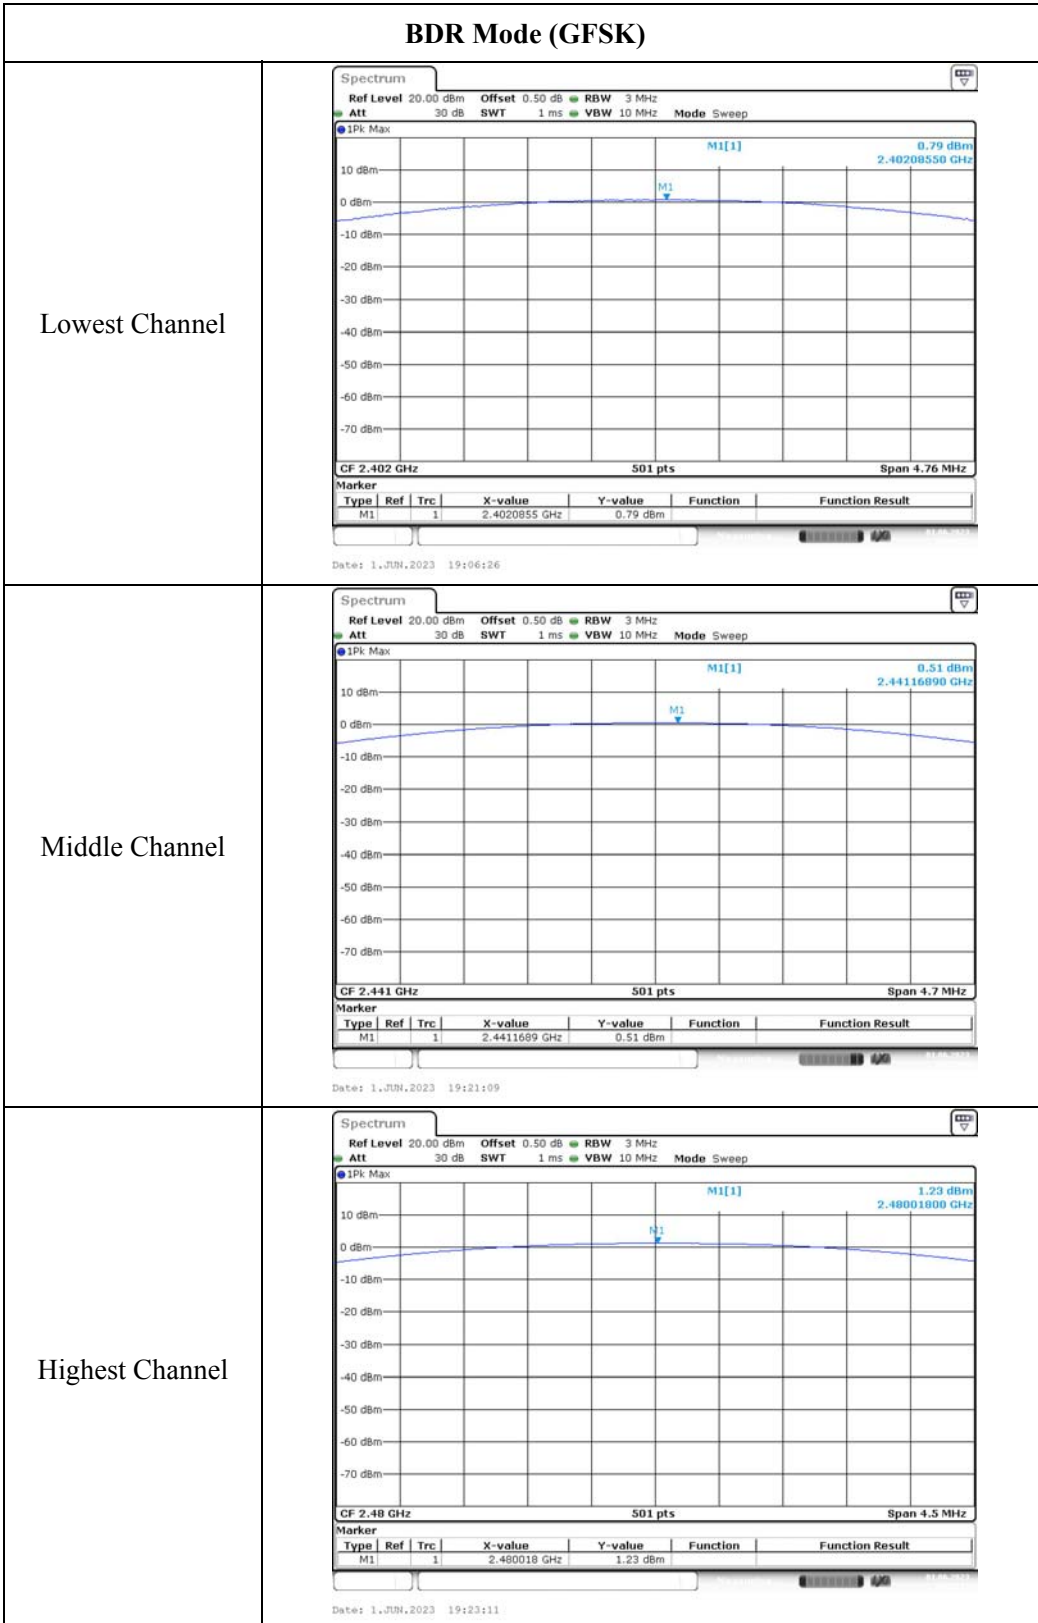 BDR Mode (GFSK)
Lowest Channel
Spectrum
Ref Level 20.00 dBm Offset 0.50 dB RBW 3 MHz
Att 30 dB SWT 1 ms VBW 10 MHz Mode Sweep
1Pk Max
M1[1] 0.79 dBm
2.40208550 GHz
10 dBm
M1
0 dBm
-10 dBm
-20 dBm
-30 dBm
-40 dBm
-50 dBm
-60 dBm
-70 dBm
CF 2.402 GHz 501 pts Span 4.76 MHz
Marker
Type Ref Trc X-value Y-value Function Function Result
M1 1 2.4020855 GHz 0.79 dBm
Date: 1.JUN.2023 19:06:26
Middle Channel
Spectrum
Ref Level 20.00 dBm Offset 0.50 dB RBW 3 MHz
Att 30 dB SWT 1 ms VBW 10 MHz Mode Sweep
1Pk Max
M1[1] 0.51 dBm
2.44116890 GHz
10 dBm
M1
0 dBm
-10 dBm
-20 dBm
-30 dBm
-40 dBm
-50 dBm
-60 dBm
-70 dBm
CF 2.441 GHz 501 pts Span 4.7 MHz
Marker
Type Ref Trc X-value Y-value Function Function Result
M1 1 2.4411689 GHz 0.51 dBm
Date: 1.JUN.2023 19:21:09
Highest Channel
Spectrum
Ref Level 20.00 dBm Offset 0.50 dB RBW 3 MHz
Att 30 dB SWT 1 ms VBW 10 MHz Mode Sweep
1Pk Max
M1[1] 1.23 dBm
2.48001800 GHz
10 dBm
M1
0 dBm
-10 dBm
-20 dBm
-30 dBm
-40 dBm
-50 dBm
-60 dBm
-70 dBm
CF 2.48 GHz 501 pts Span 4.5 MHz
Marker
Type Ref Trc X-value Y-value Function Function Result
M1 1 2.480018 GHz 1.23 dBm
Date: 1.JUN.2023 19:23:11